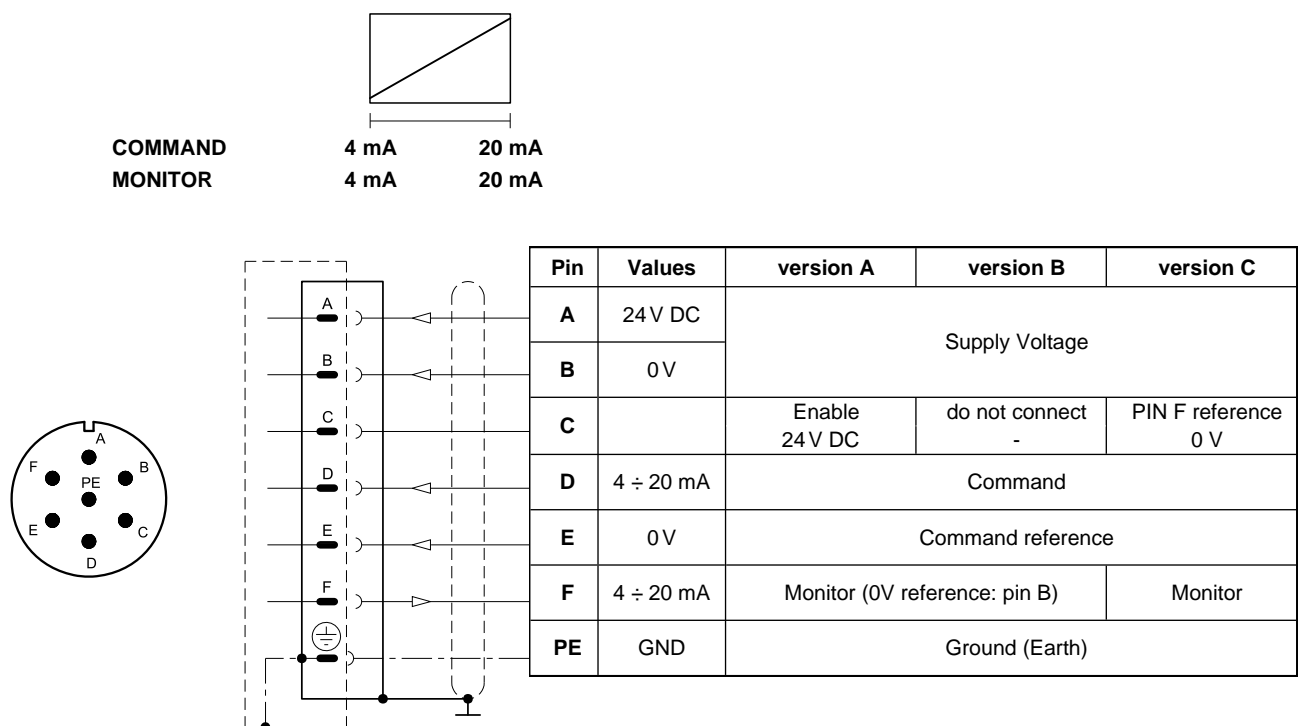 COMMAND 4 mA 20 mA
MONITOR 4 mA 20 mA
Pin Values version A version B version C
A 24 V DC Supply Voltage
B 0 V
C Enable 24 V DC do not connect - PIN F reference 0 V
D 4 ÷ 20 mA Command
E 0 V Command reference
F 4 ÷ 20 mA Monitor (0V reference: pin B) Monitor
PE GND Ground (Earth)
A
B
C
D
E
F
A
F B
PE
E C
D